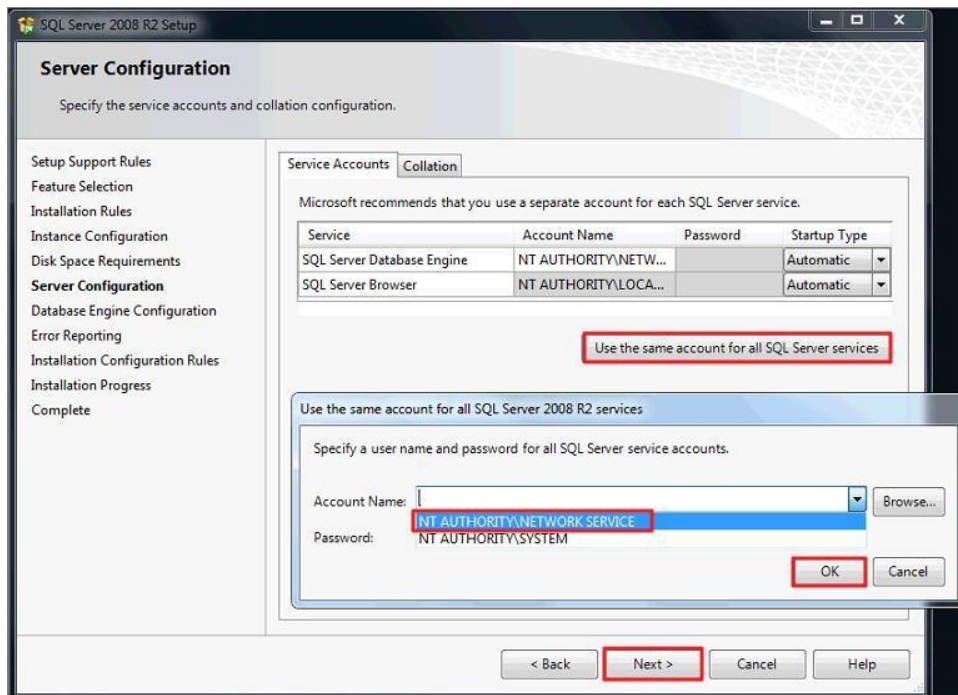 SQL Server 2008 R2 Setup
Server Configuration
Specify the service accounts and collation configuration.
Setup Support Rules
Feature Selection
Installation Rules
Instance Configuration
Disk Space Requirements
Server Configuration
Database Engine Configuration
Error Reporting
Installation Configuration Rules
Installation Progress
Complete
Service Accounts Collation
Microsoft recommends that you use a separate account for each SQL Server service.
Service Account Name Password Startup Type
SQL Server Database Engine NT AUTHORITY\NETW... Automatic
SQL Server Browser NT AUTHORITY\LOCA... Automatic
Use the same account for all SQL Server services
Use the same account for all SQL Server 2008 R2 services
Specify a user name and password for all SQL Server service accounts.
Account Name: Browse...
NT AUTHORITY\NETWORK SERVICE
Password: NT AUTHORITY\SYSTEM
OK Cancel
< Back Next > Cancel Help